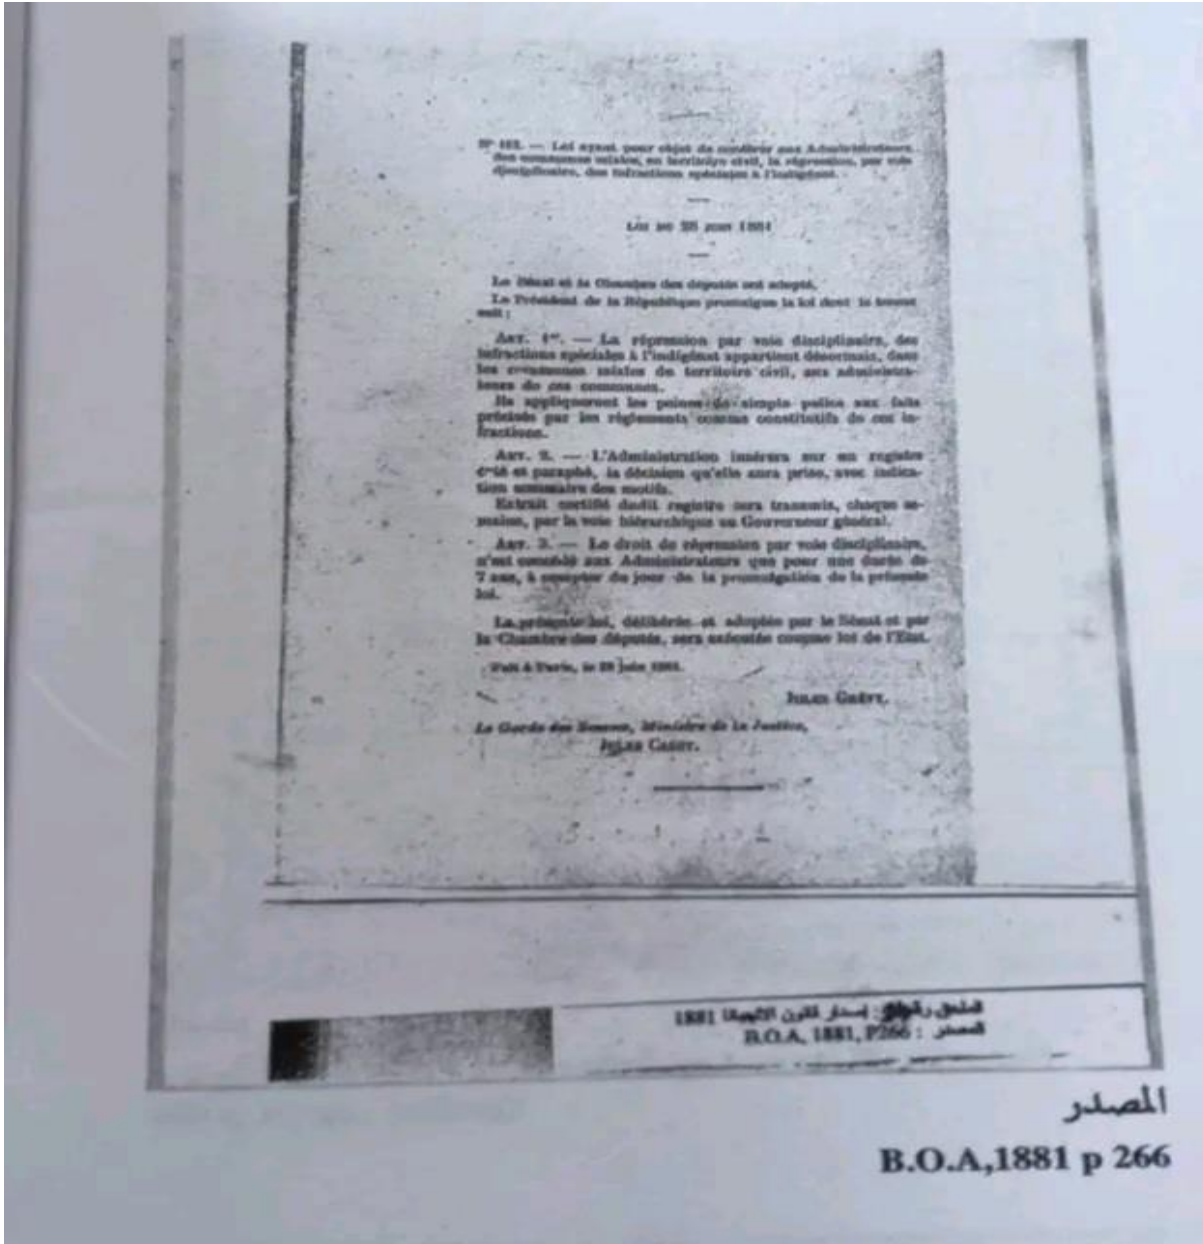 Nº — Loi ayant pour objet de conférer aux Administrateurs
des communes mixtes, en territoire civil, la répression, par voie
disciplinaire, des infractions spéciales à l'indigénat.
LOI DU 28 JUIN 1881
Le Sénat et la Chambre des députés ont adopté,
Le Président de la République promulgue la loi dont la teneur
suit :
ART. 1er. — La répression par voie disciplinaire, des
infractions spéciales à l'indigénat appartient désormais, dans
les communes mixtes du territoire civil, aux administra-
teurs de ces communes.
Ils appliqueront les peines de simple police aux faits
précisés par les règlements comme constitutifs de ces in-
fractions.
ART. 2. — L'Administration insérera sur un registre
coté et paraphé, la décision qu'elle aura prise, avec indica-
tion sommaire des motifs.
Extrait certifié dudit registre sera transmis, chaque se-
maine, par la voie hiérarchique au Gouverneur général.
ART. 3. — Le droit de répression par voie disciplinaire,
n'est concédé aux Administrateurs que pour une durée de
7 ans, à compter du jour de la promulgation de la présente
loi.
La présente loi, délibérée et adoptée par le Sénat et par
la Chambre des députés, sera exécutée comme loi de l'Etat.
Fait à Paris, le 28 juin 1881.
JULES GRÉVY.
Le Garde des Sceaux, Ministre de la Justice,
JULES CAZOT.
الملحق رقم : إصدار قانون الانديجانا 1881
المصدر : B.O.A, 1881, P266
المصدر
B.O.A,1881 p 266